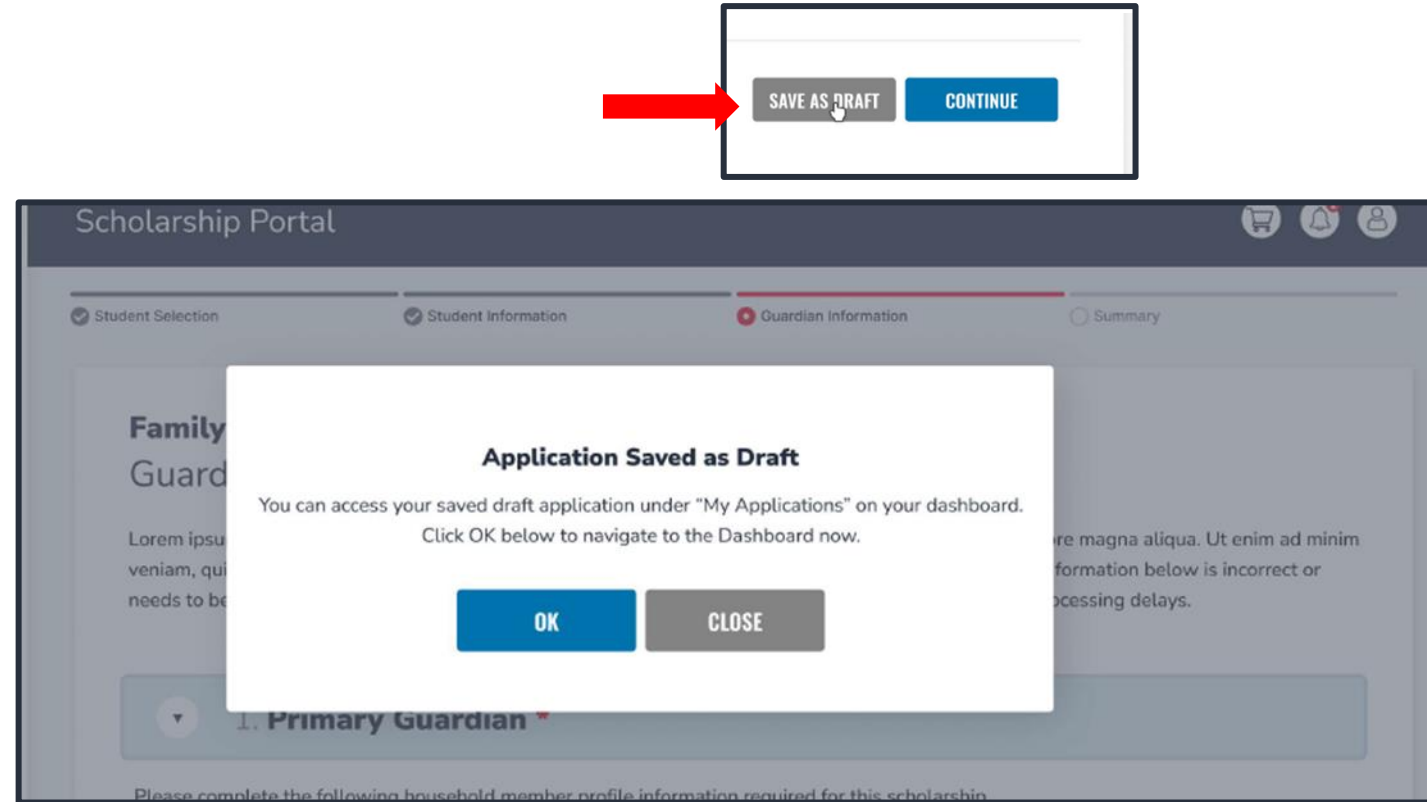 SAVE AS DRAFT
CONTINUE
Scholarship Portal
Student Selection
Student Information
Guardian Information
Summary
Family
Guard
Application Saved as Draft
You can access your saved draft application under “My Applications” on your dashboard.
Click OK below to navigate to the Dashboard now.
Lorem ipsu
re magna aliqua. Ut enim ad minim
veniam, qui
formation below is incorrect or
needs to be
ocessing delays.
OK
CLOSE
1. Primary Guardian *
Please complete the following household member profile information required for this scholarship